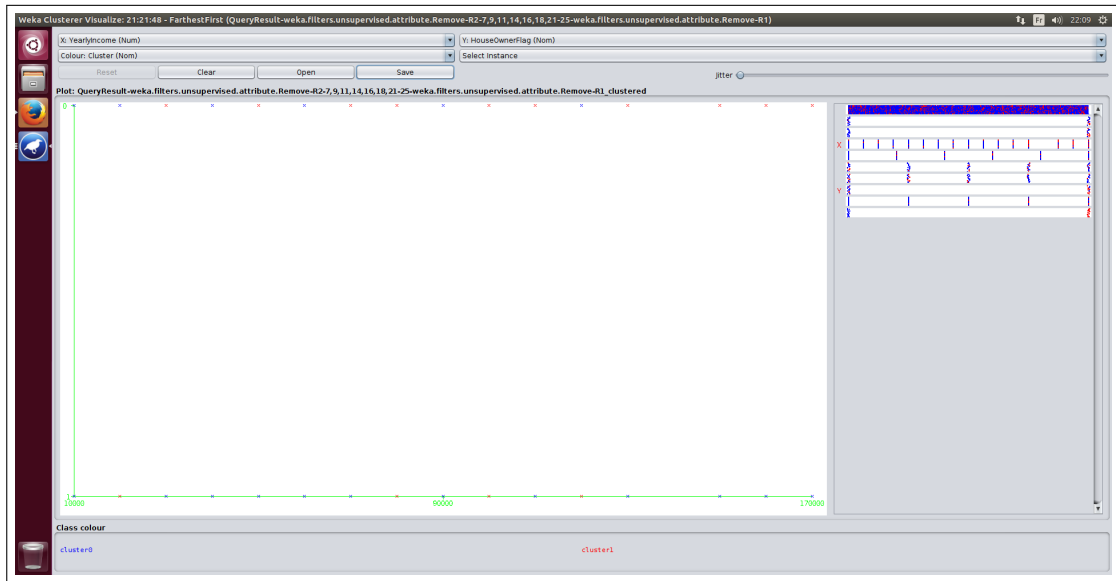 Weka Clusterer Visualize: 21:21:48 - FarthestFirst (QueryResult-weka.filters.unsupervised.attribute.Remove-R2-7,9,11,14,16,18,21-25-weka.filters.unsupervised.attribute.Remove-R1) Fr 22:09
X: YearlyIncome (Num) Y: HouseOwnerFlag (Nom)
Colour: Cluster (Nom) Select Instance
Reset Clear Open Save Jitter
Plot: QueryResult-weka.filters.unsupervised.attribute.Remove-R2-7,9,11,14,16,18,21-25-weka.filters.unsupervised.attribute.Remove-R1_clustered
0
X
Y
1
10000 90000 170000
Class colour
cluster0 cluster1